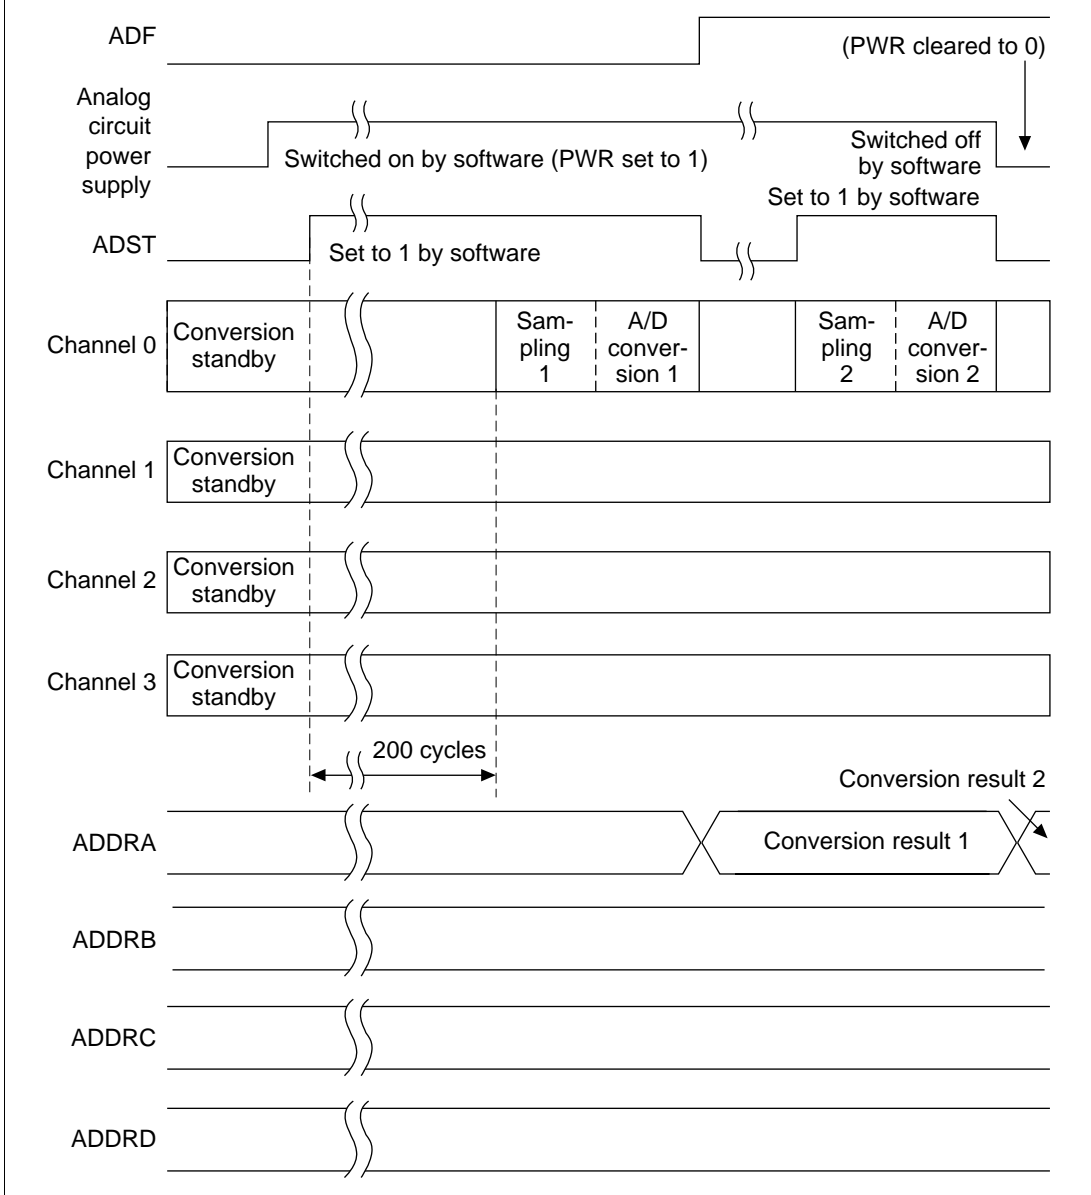 ADF
(PWR cleared to 0)
Analog
circuit
power
supply
Switched on by software (PWR set to 1)
Switched off
by software
Set to 1 by software
ADST
Set to 1 by software
Channel 0
Conversion
standby
Sam-
pling
1
A/D
conver-
sion 1
Sam-
pling
2
A/D
conver-
sion 2
Channel 1
Conversion
standby
Channel 2
Conversion
standby
Channel 3
Conversion
standby
200 cycles
Conversion result 2
ADDRA
Conversion result 1
ADDRB
ADDRC
ADDRD